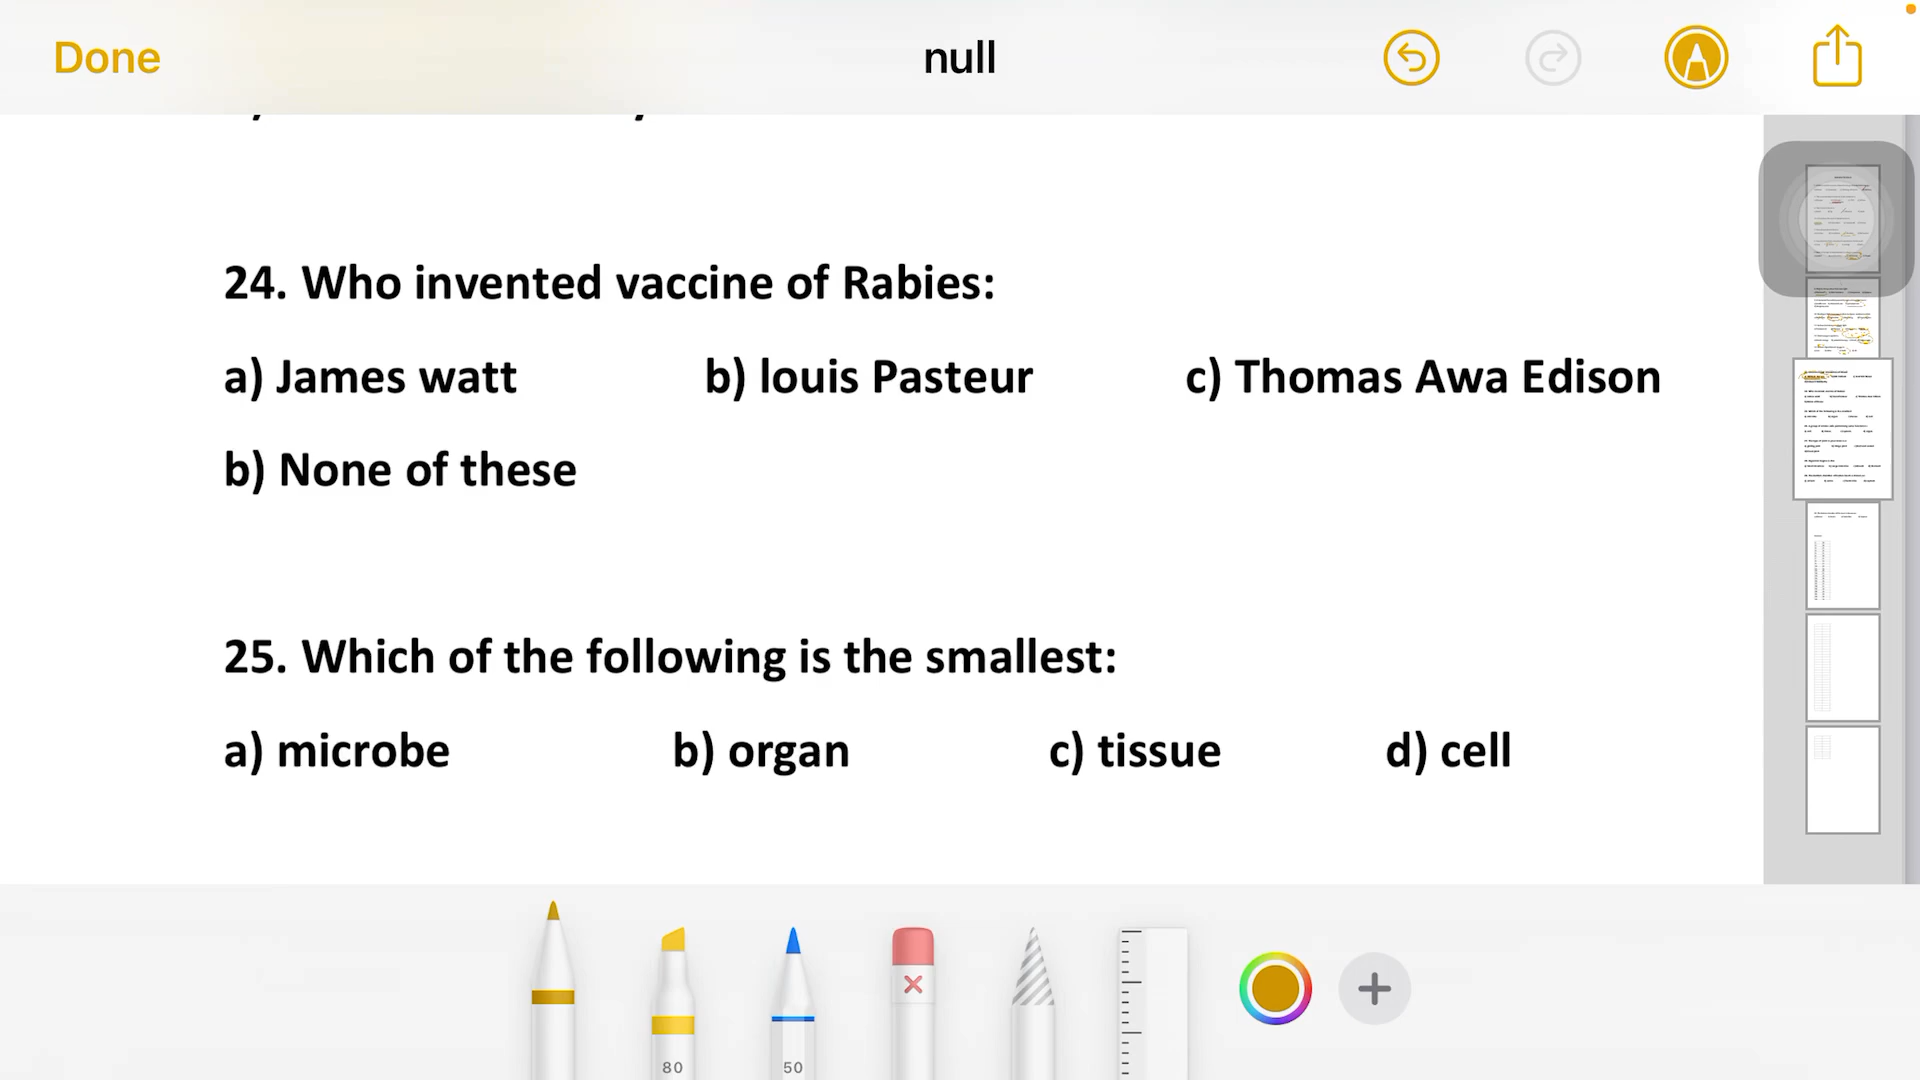 Done null
24. Who invented vaccine of Rabies:
a) James watt b) louis Pasteur c) Thomas Awa Edison
b) None of these
25. Which of the following is the smallest:
a) microbe b) organ c) tissue d) cell
80 50